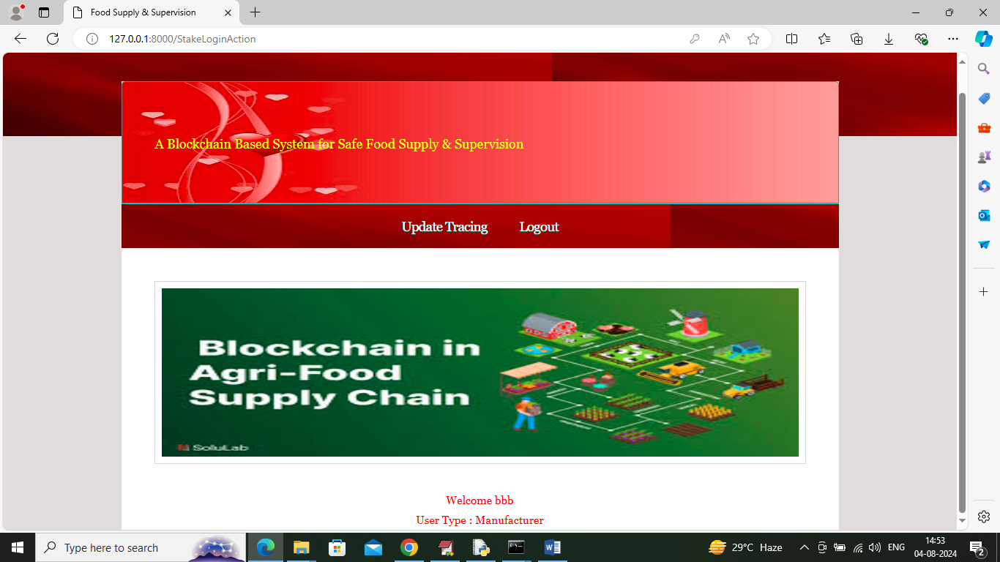 Food Supply & Supervision
127.0.0.1:8000/StakeLoginAction
A Blockchain Based System for Safe Food Supply & Supervision
Update Tracing Logout
Blockchain in
Agri-Food
Supply Chain
SoluLab
Welcome bbb
User Type : Manufacturer
Type here to search
29°C Haze
ENG
14:53
04-08-2024
2